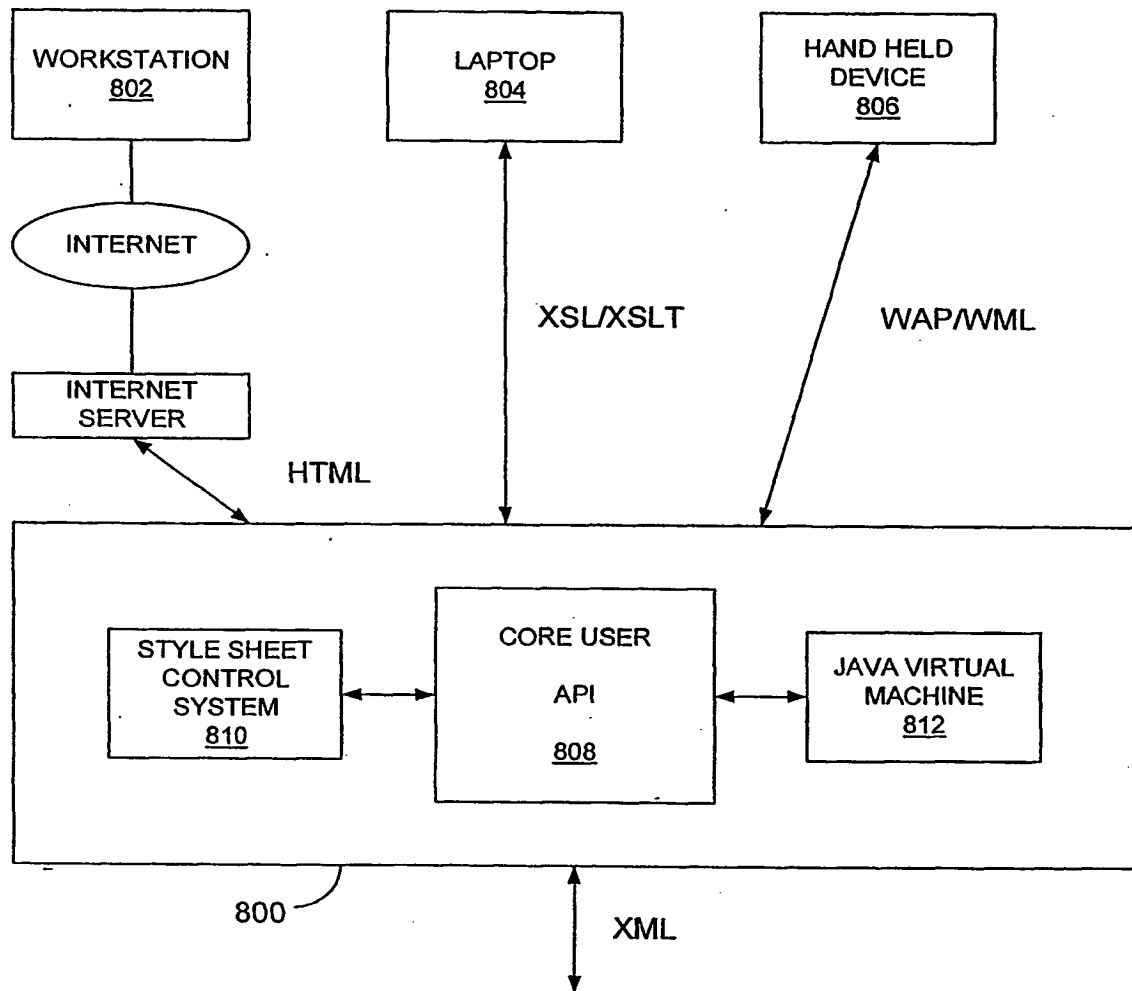 WORKSTATION
802
LAPTOP
804
HAND HELD
DEVICE
806
INTERNET
XSL/XSLT
WAP/WML
INTERNET
SERVER
HTML
STYLE SHEET
CONTROL
SYSTEM
810
CORE USER
API
808
JAVA VIRTUAL
MACHINE
812
800
XML